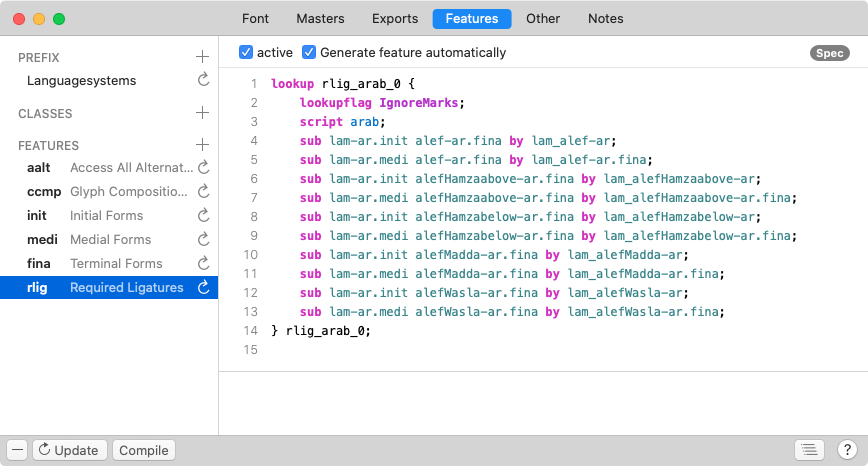 Font Masters Exports Features Other Notes
PREFIX
Languagesystems
CLASSES
FEATURES
aalt Access All Alternat...
ccmp Glyph Compositio...
init Initial Forms
medi Medial Forms
fina Terminal Forms
rlig Required Ligatures
active Generate feature automatically Spec
1 lookup rlig_arab_0 {
2 lookupflag IgnoreMarks;
3 script arab;
4 sub lam-ar.init alef-ar.fina by lam_alef-ar;
5 sub lam-ar.medi alef-ar.fina by lam_alef-ar.fina;
6 sub lam-ar.init alefHamzaabove-ar.fina by lam_alefHamzaabove-ar;
7 sub lam-ar.medi alefHamzaabove-ar.fina by lam_alefHamzaabove-ar.fina;
8 sub lam-ar.init alefHamzabelow-ar.fina by lam_alefHamzabelow-ar;
9 sub lam-ar.medi alefHamzabelow-ar.fina by lam_alefHamzabelow-ar.fina;
10 sub lam-ar.init alefMadda-ar.fina by lam_alefMadda-ar;
11 sub lam-ar.medi alefMadda-ar.fina by lam_alefMadda-ar.fina;
12 sub lam-ar.init alefWasla-ar.fina by lam_alefWasla-ar;
13 sub lam-ar.medi alefWasla-ar.fina by lam_alefWasla-ar.fina;
14 } rlig_arab_0;
15
Update Compile ?